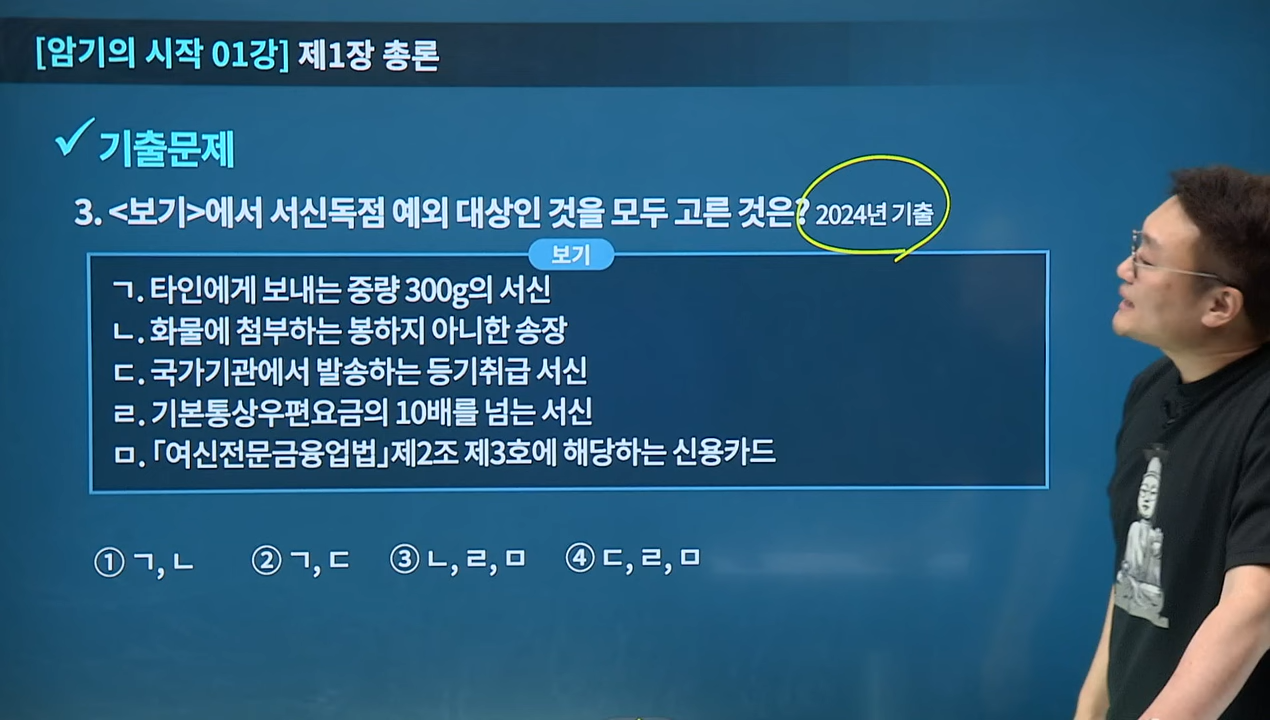 [암기의 시작 01강] 제1장 총론
기출문제
3. <보기>에서 서신독점 예외 대상인 것을 모두 고른 것은? 2024년 기출
보기
ㄱ. 타인에게 보내는 중량 300g의 서신
ㄴ. 화물에 첨부하는 봉하지 아니한 송장
ㄷ. 국가기관에서 발송하는 등기취급 서신
ㄹ. 기본통상우편요금의 10배를 넘는 서신
ㅁ. 「여신전문금융업법」제2조 제3호에 해당하는 신용카드
① ㄱ, ㄴ ② ㄱ, ㄷ ③ ㄴ, ㄹ, ㅁ ④ ㄷ, ㄹ, ㅁ